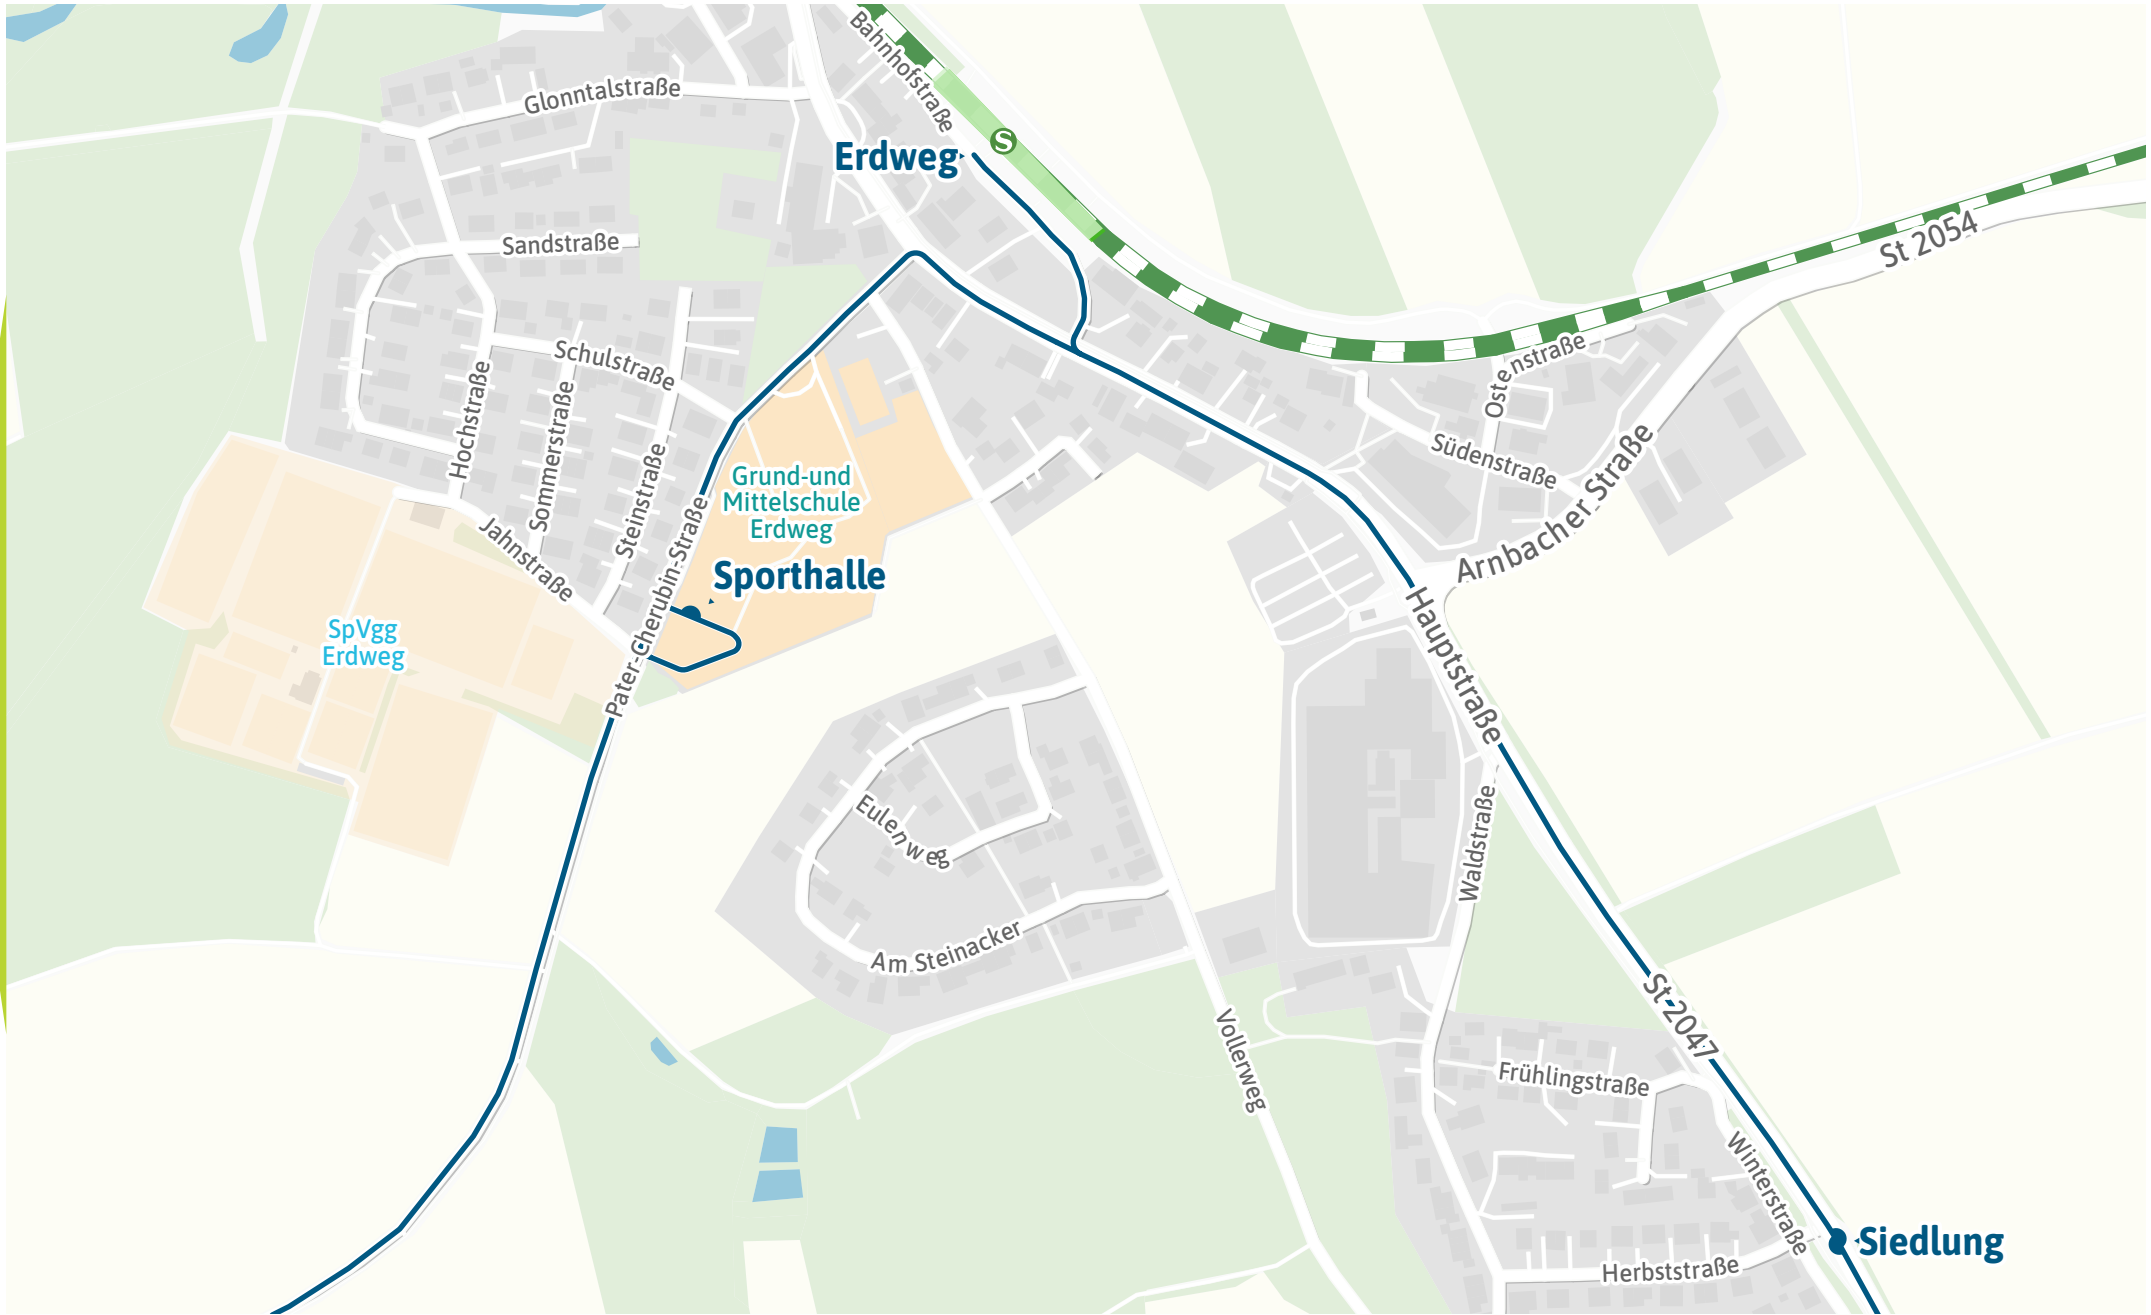 Bahnhofstraße
Glonntalstraße
S
Erdweg
St 2054
Sandstraße
Schulstraße
Ostenstraße
Hochstraße
Sommerstraße
Südenstraße
Steinstraße
Grund-und
Mittelschule
Erdweg
Arnbacher Straße
Jahnstraße
Sporthalle
Pater-Cherubin-Straße
SpVgg
Erdweg
Hauptstraße
Eulenweg
Waldstraße
Am Steinacker
St 2047
Vollerweg
Frühlingstraße
Winterstraße
Siedlung
Herbststraße